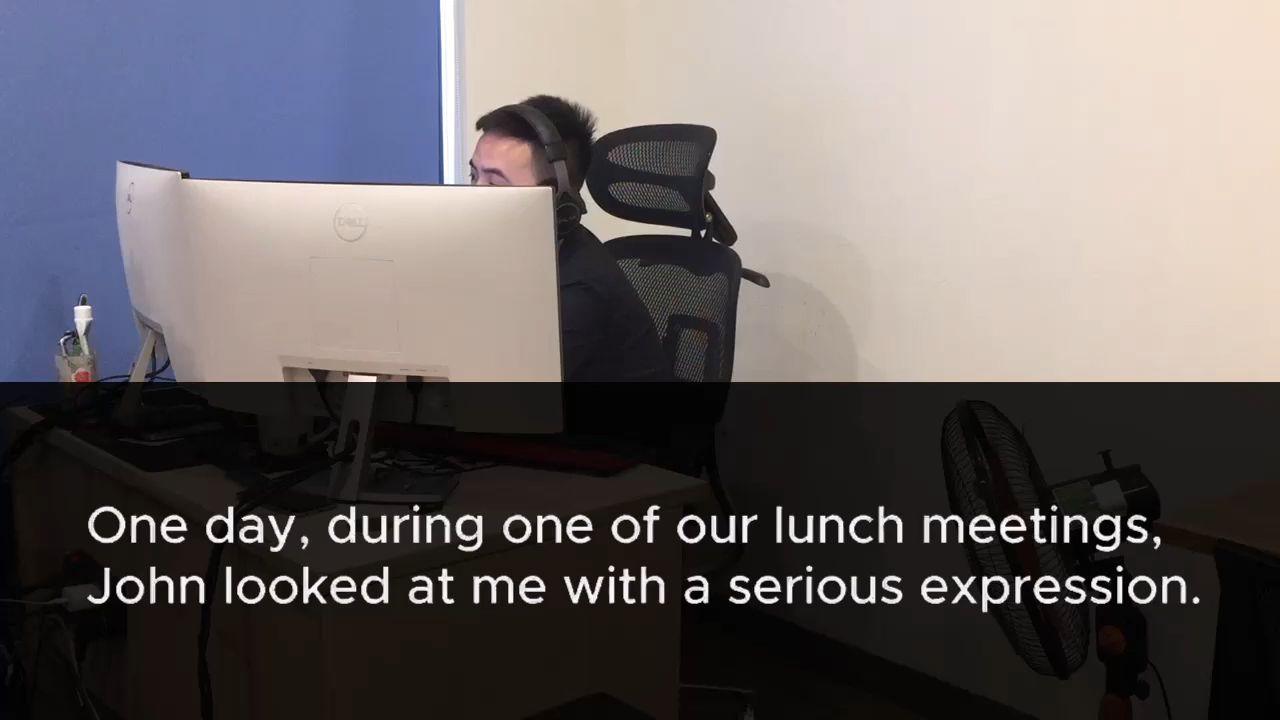 DELL
One day, during one of our lunch meetings,
John looked at me with a serious expression.